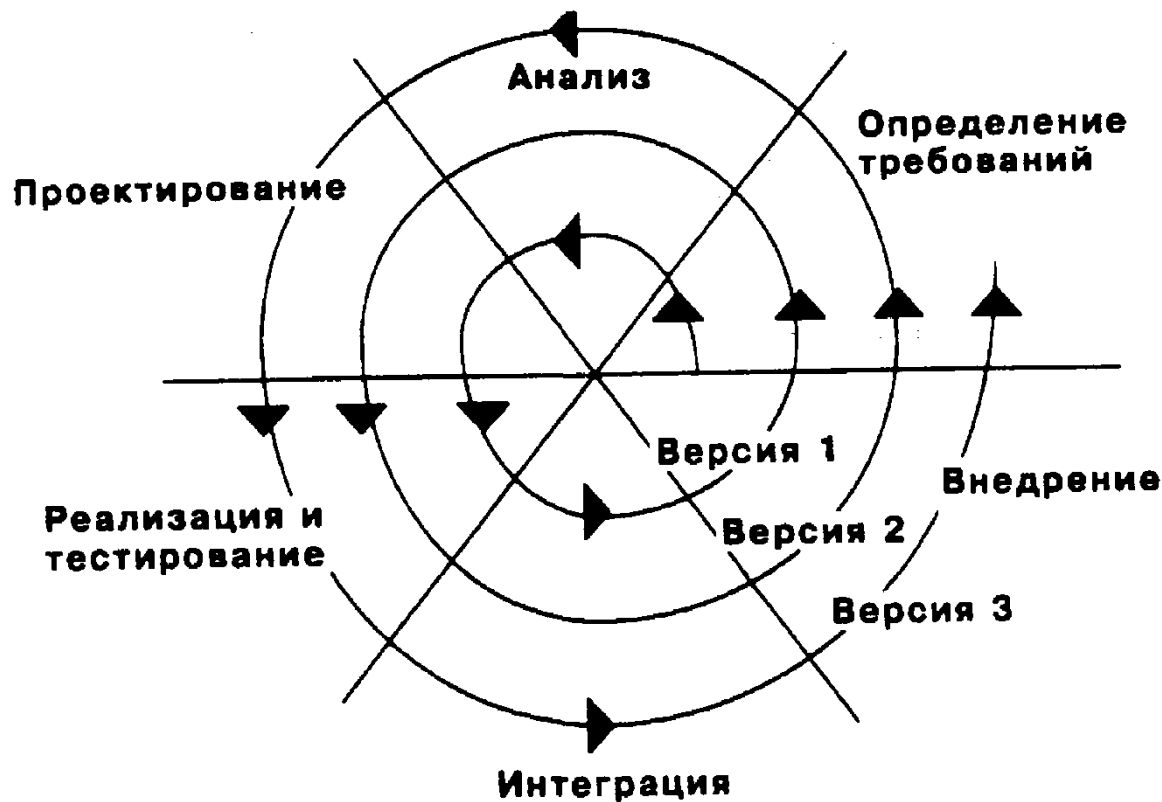 Анализ
Определение
требований
Проектирование
Версия 1
Внедрение
Реализация и
тестирование
Версия 2
Версия 3
Интеграция